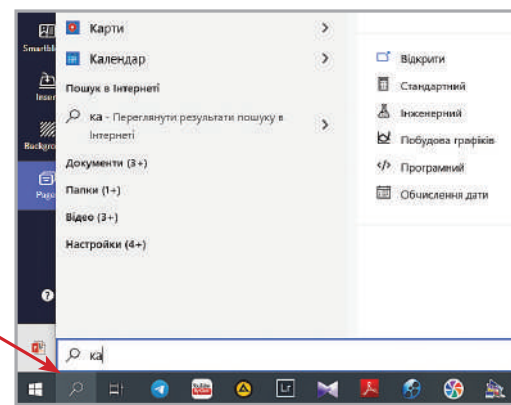 Карти
Календар
Пошук в Інтернеті
ка - Переглянути результати пошуку в
Інтернеті
Документи (3+)
Папки (1+)
Відео (3+)
Настройки (4+)
Відкрити
Стандартний
Інженерний
Побудова графіків
Програмний
Обчислення дати
ка
Lr